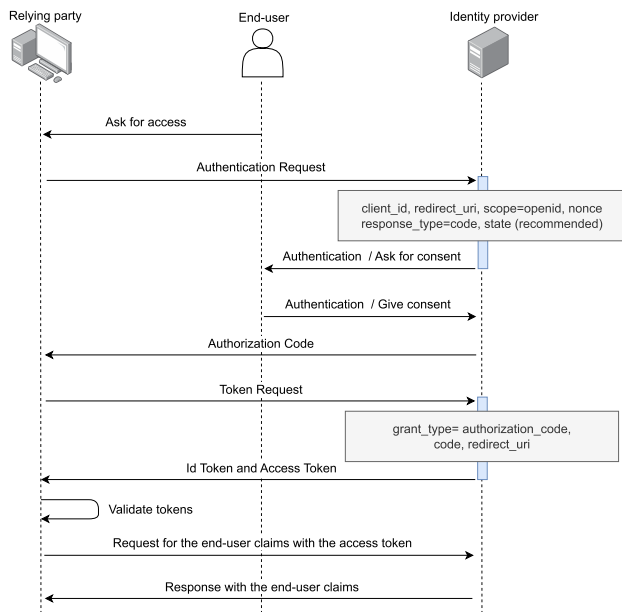 Relying party
End-user
Identity provider
Ask for access
Authentication Request
client_id, redirect_uri, scope=openid, nonce
response_type=code, state (recommended)
Authentication  / Ask for consent
Authentication  / Give consent
Authorization Code
Token Request
grant_type= authorization_code,
code, redirect_uri
Id Token and Access Token
Validate tokens
Request for the end-user claims with the access token
Response with the end-user claims